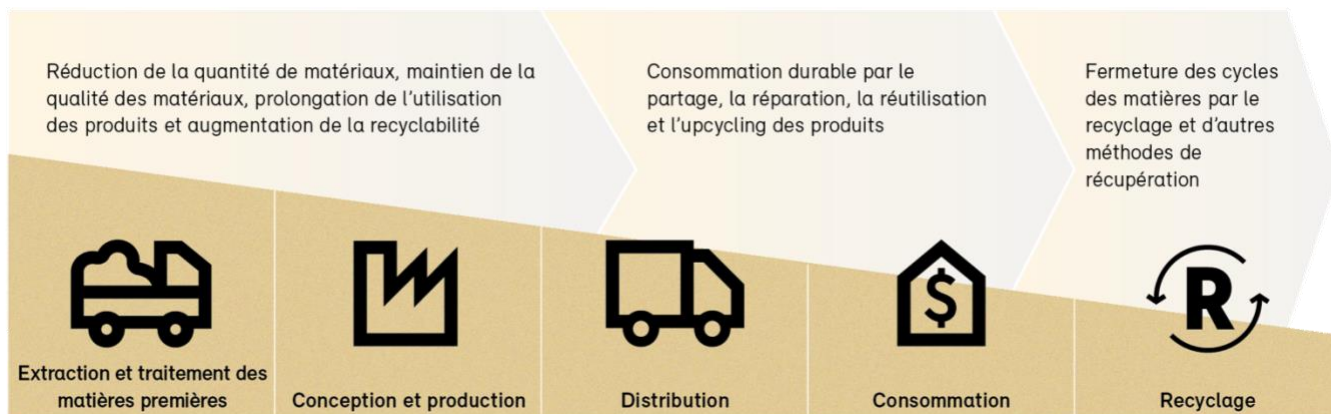 Réduction de la quantité de matériaux, maintien de la
qualité des matériaux, prolongation de l'utilisation
des produits et augmentation de la recyclabilité
Consommation durable par le
partage, la réparation, la réutilisation
et l'upcycling des produits
Fermeture des cycles
des matières par le
recyclage et d'autres
méthodes de
récupération
$
R
Extraction et traitement des
matières premières
Conception et production
Distribution
Consommation
Recyclage